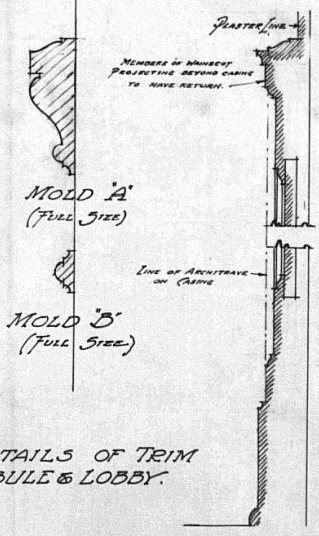 PLASTER LINE
MEMBERS OF WAINSCOT
PROJECTING BEYOND CASING
TO HAVE RETURN.
MOLD "A"
(FULL SIZE)
LINE OF ARCHITRAVE
ON CASING
MOLD "B"
(FULL SIZE)
TAILS OF TRIM
BULE & LOBBY.